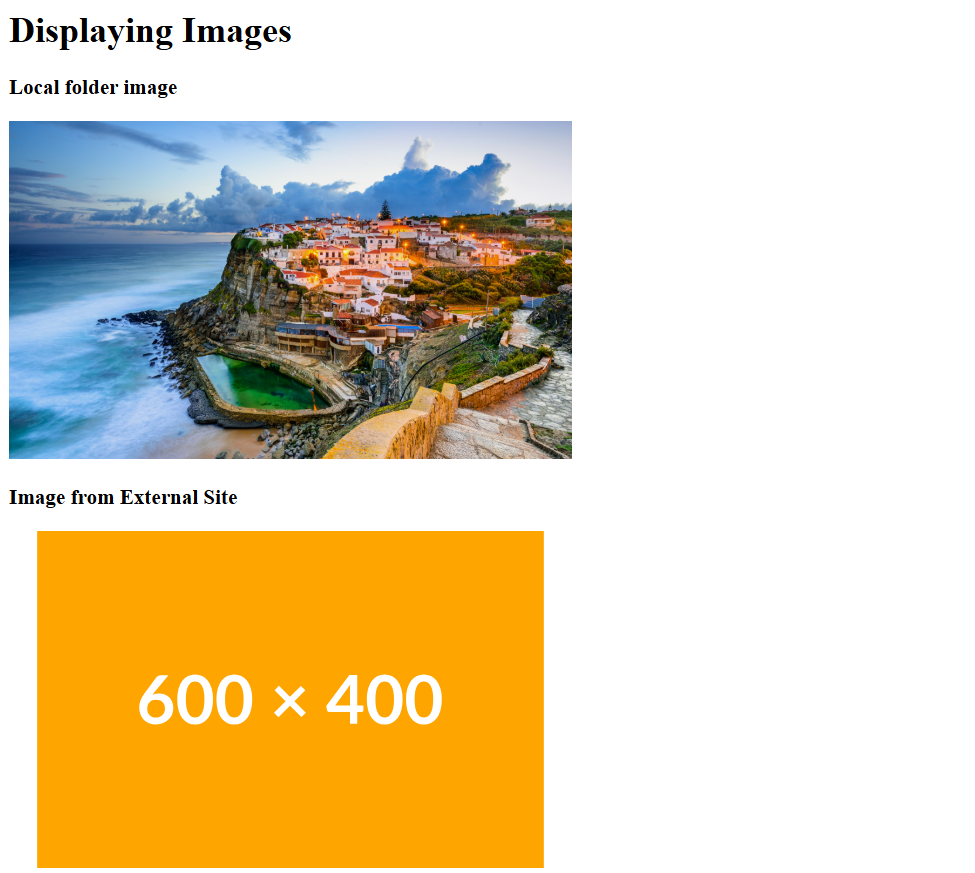 Displaying Images
Local folder image
Image from External Site
600 × 400